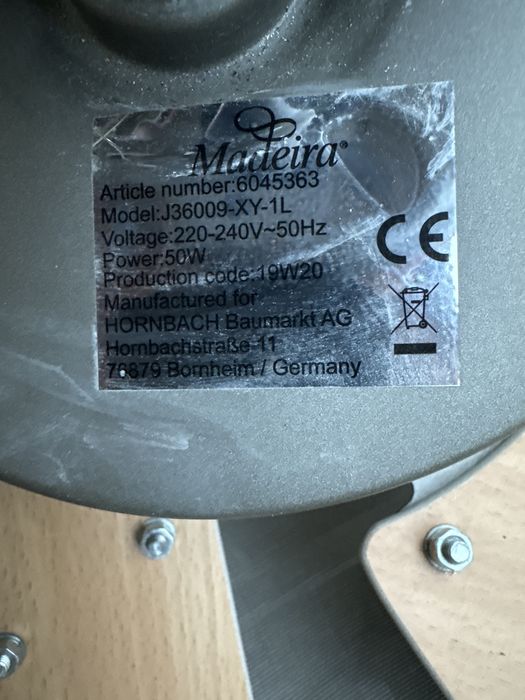 Madeira®
Article number:6045363
Model:J36009-XY-1L
Voltage:220-240V~50Hz
Power:50W
Production code:19W20
Manufactured for
HORNBACH Baumarkt AG
Hornbachstraße 11
76879 Bornheim / Germany
CE